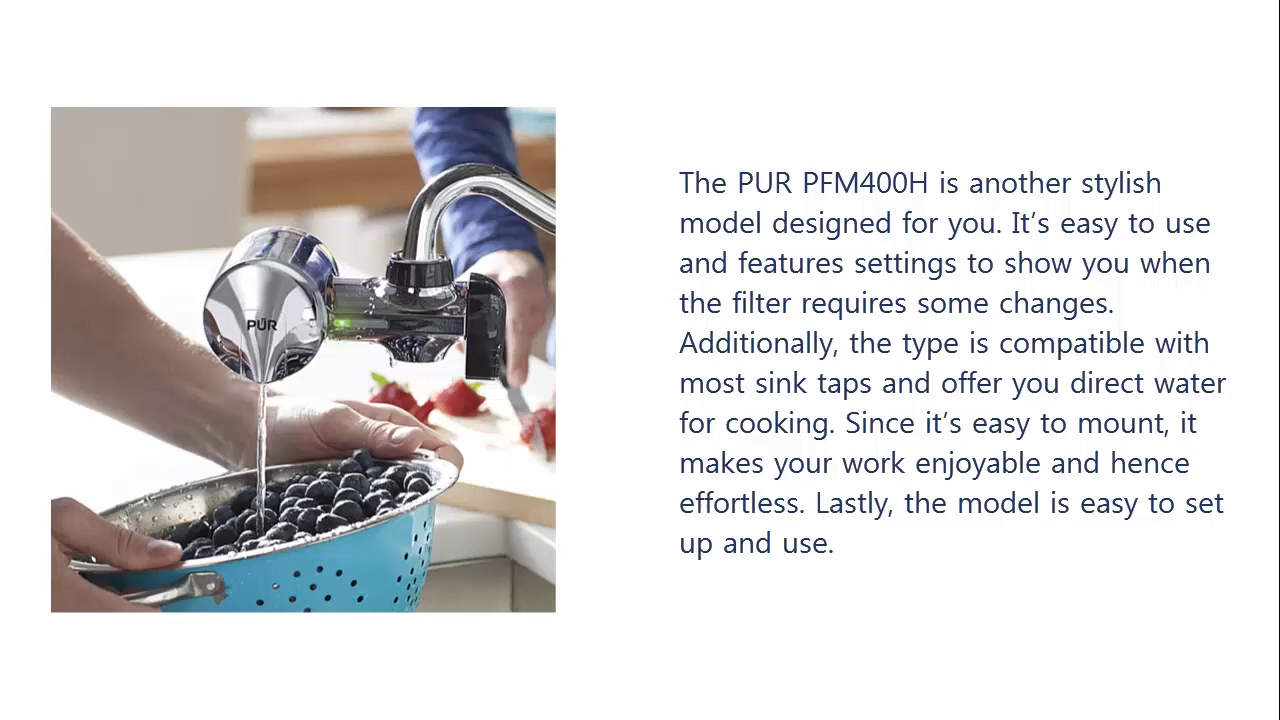 PUR
The PUR PFM400H is another stylish
model designed for you. It’s easy to use
and features settings to show you when
the filter requires some changes.
Additionally, the type is compatible with
most sink taps and offer you direct water
for cooking. Since it’s easy to mount, it
makes your work enjoyable and hence
effortless. Lastly, the model is easy to set
up and use.